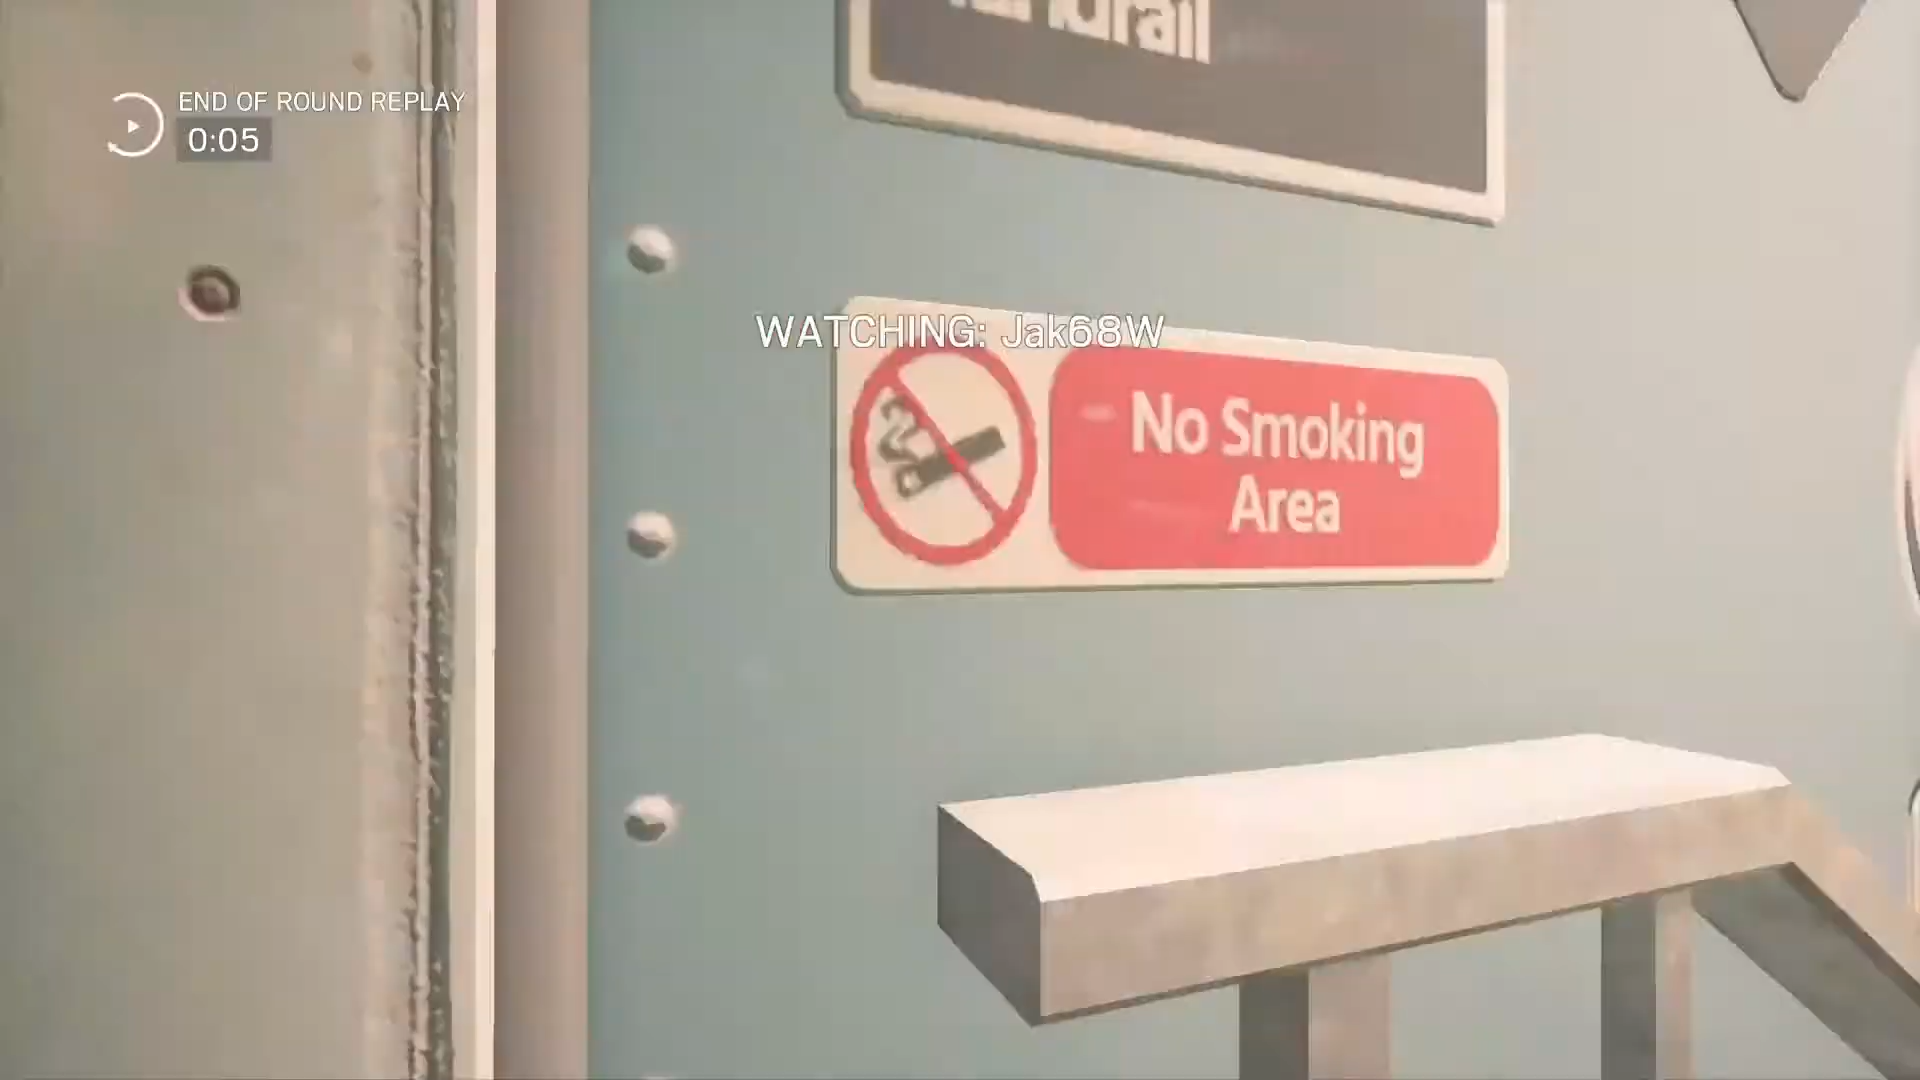 END OF ROUND REPLAY
0:05
WATCHING: Jak68W
No Smoking
Area